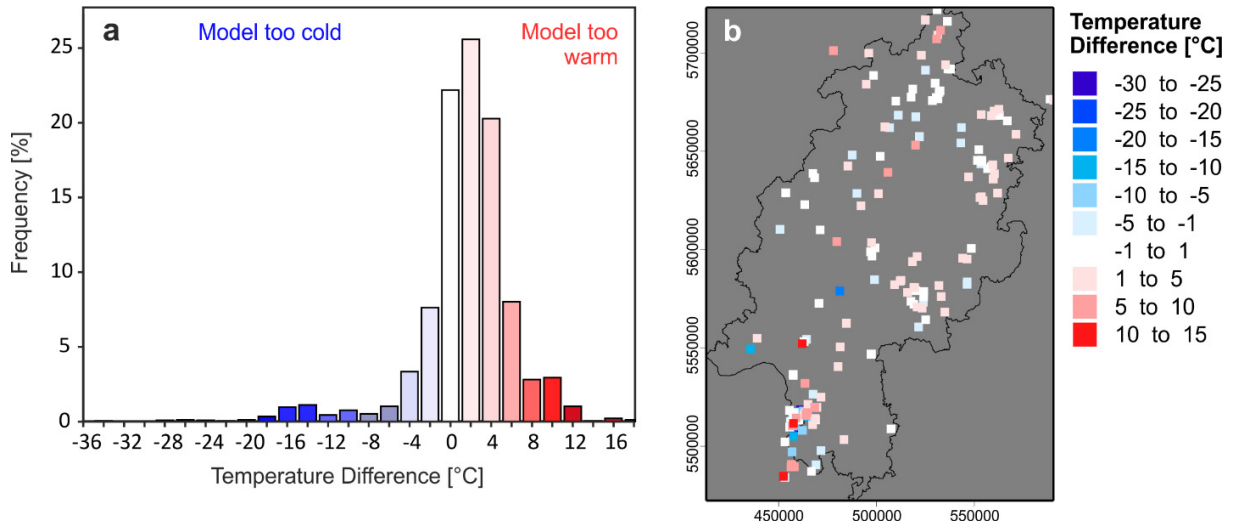 a
Model too cold
Model too
warm
Frequency [%]
25
20
15
10
5
0
-36 -32 -28 -24 -20 -16 -12 -8 -4 0 4 8 12 16
Temperature Difference [°C]
b
5700000
5650000
5600000
5550000
5500000
450000 500000 550000
Temperature
Difference [°C]
-30 to -25
-25 to -20
-20 to -15
-15 to -10
-10 to -5
-5 to -1
-1 to 1
1 to 5
5 to 10
10 to 15